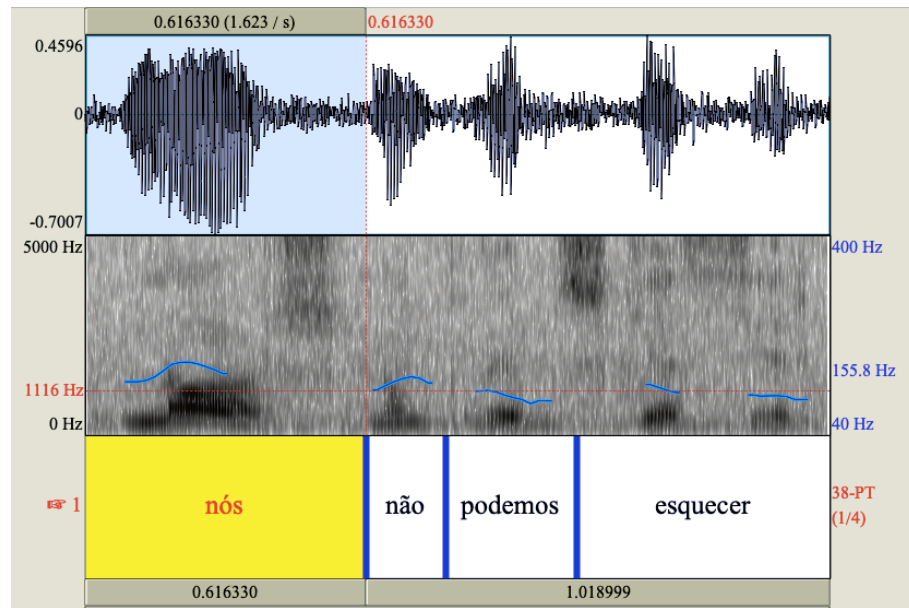 0.616330 (1.623 / s) 0.616330
0.4596
0
-0.7007
5000 Hz 400 Hz
155.8 Hz
1116 Hz
0 Hz 40 Hz
☞ 1 nós não podemos esquecer 38-PT
(1/4)
0.616330 1.018999